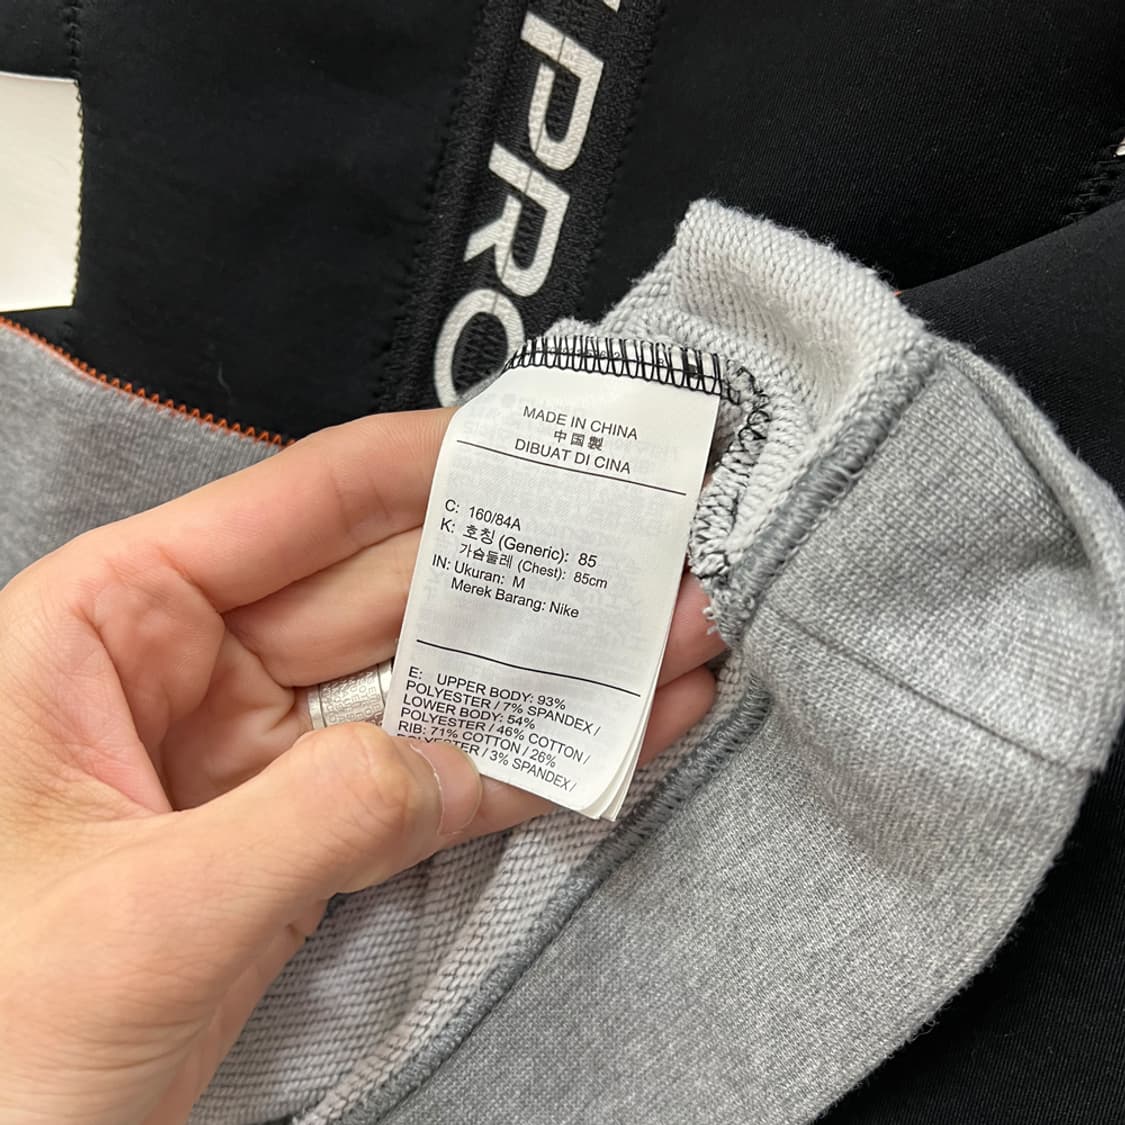 PRO
MADE IN CHINA
中国製
DIBUAT DI CINA
C: 160/84A
K: 호칭 (Generic): 85
가슴둘레 (Chest): 85cm
IN: Ukuran: M
Merek Barang: Nike
E: UPPER BODY: 93%
POLYESTER / 7% SPANDEX /
LOWER BODY: 54%
POLYESTER / 46% COTTON /
RIB: 71% COTTON / 26%
POLYESTER / 3% SPANDEX /